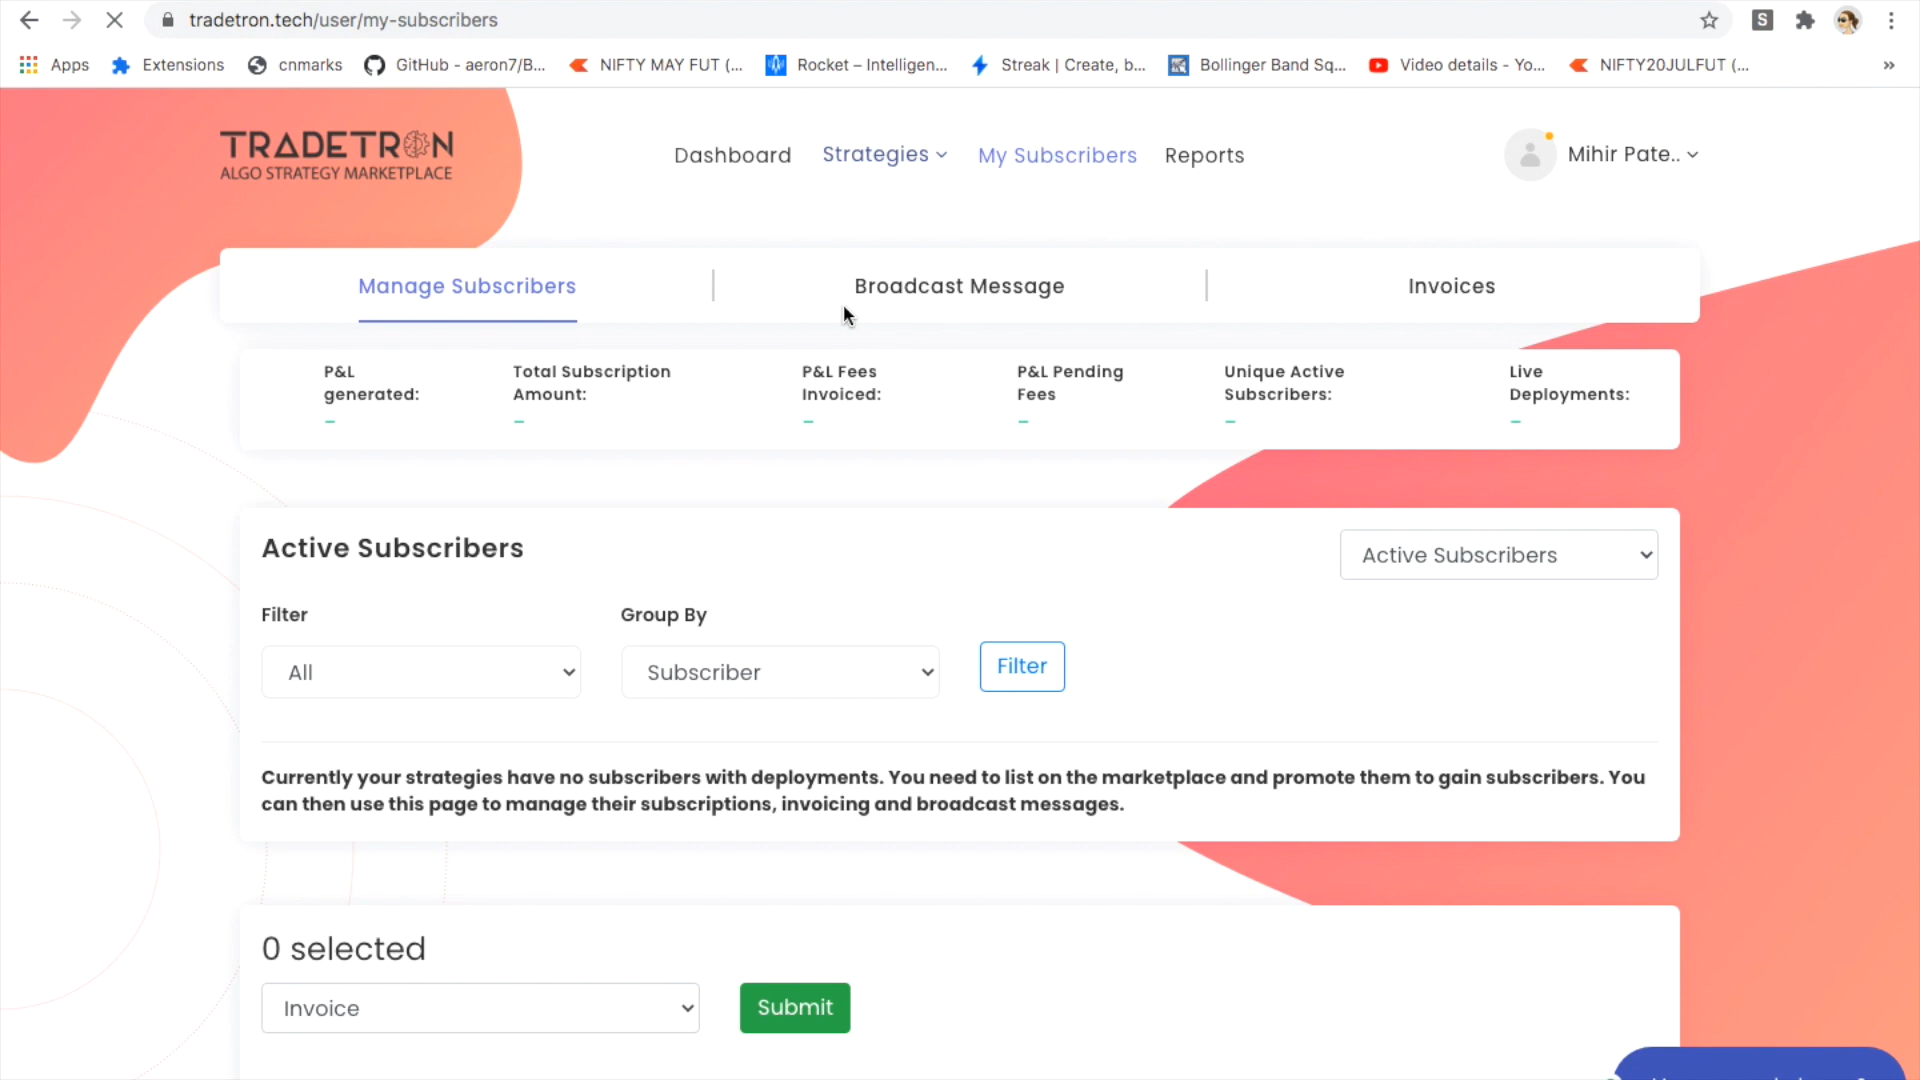 tradetron.tech/user/my-subscribers
S
Apps Extensions cnmarks GitHub - aeron7/B... NIFTY MAY FUT (... Rocket – Intelligen... Streak | Create, b... Bollinger Band Sq... Video details - Yo... NIFTY20JULFUT (... »
TRADETRON
ALGO STRATEGY MARKETPLACE
Dashboard Strategies My Subscribers Reports Mihir Pate..
Manage Subscribers Broadcast Message Invoices
P&L Total Subscription P&L Fees P&L Pending Unique Active Live
generated: Amount: Invoiced: Fees Subscribers: Deployments:
– – – – – –
Active Subscribers Active Subscribers
Filter Group By
All Subscriber Filter
Currently your strategies have no subscribers with deployments. You need to list on the marketplace and promote them to gain subscribers. You
can then use this page to manage their subscriptions, invoicing and broadcast messages.
0 selected
Invoice Submit